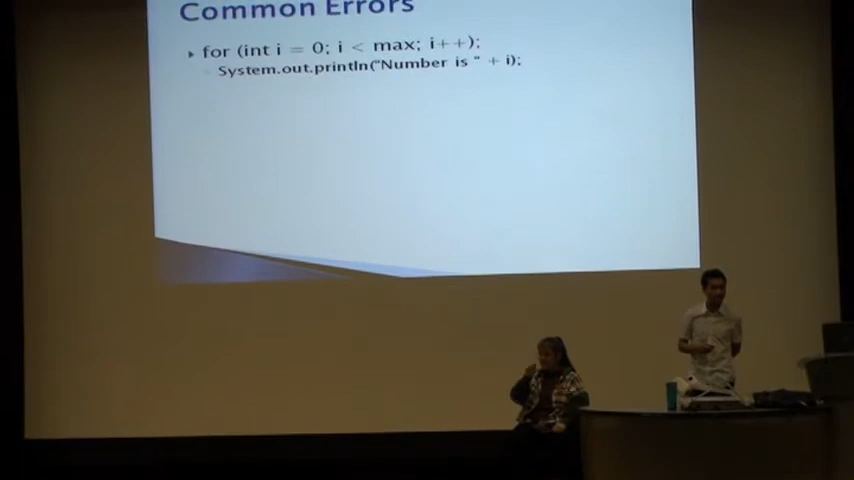 Common Errors
for (int i = 0; i < max; i++);
System.out.println("Number is " + i);